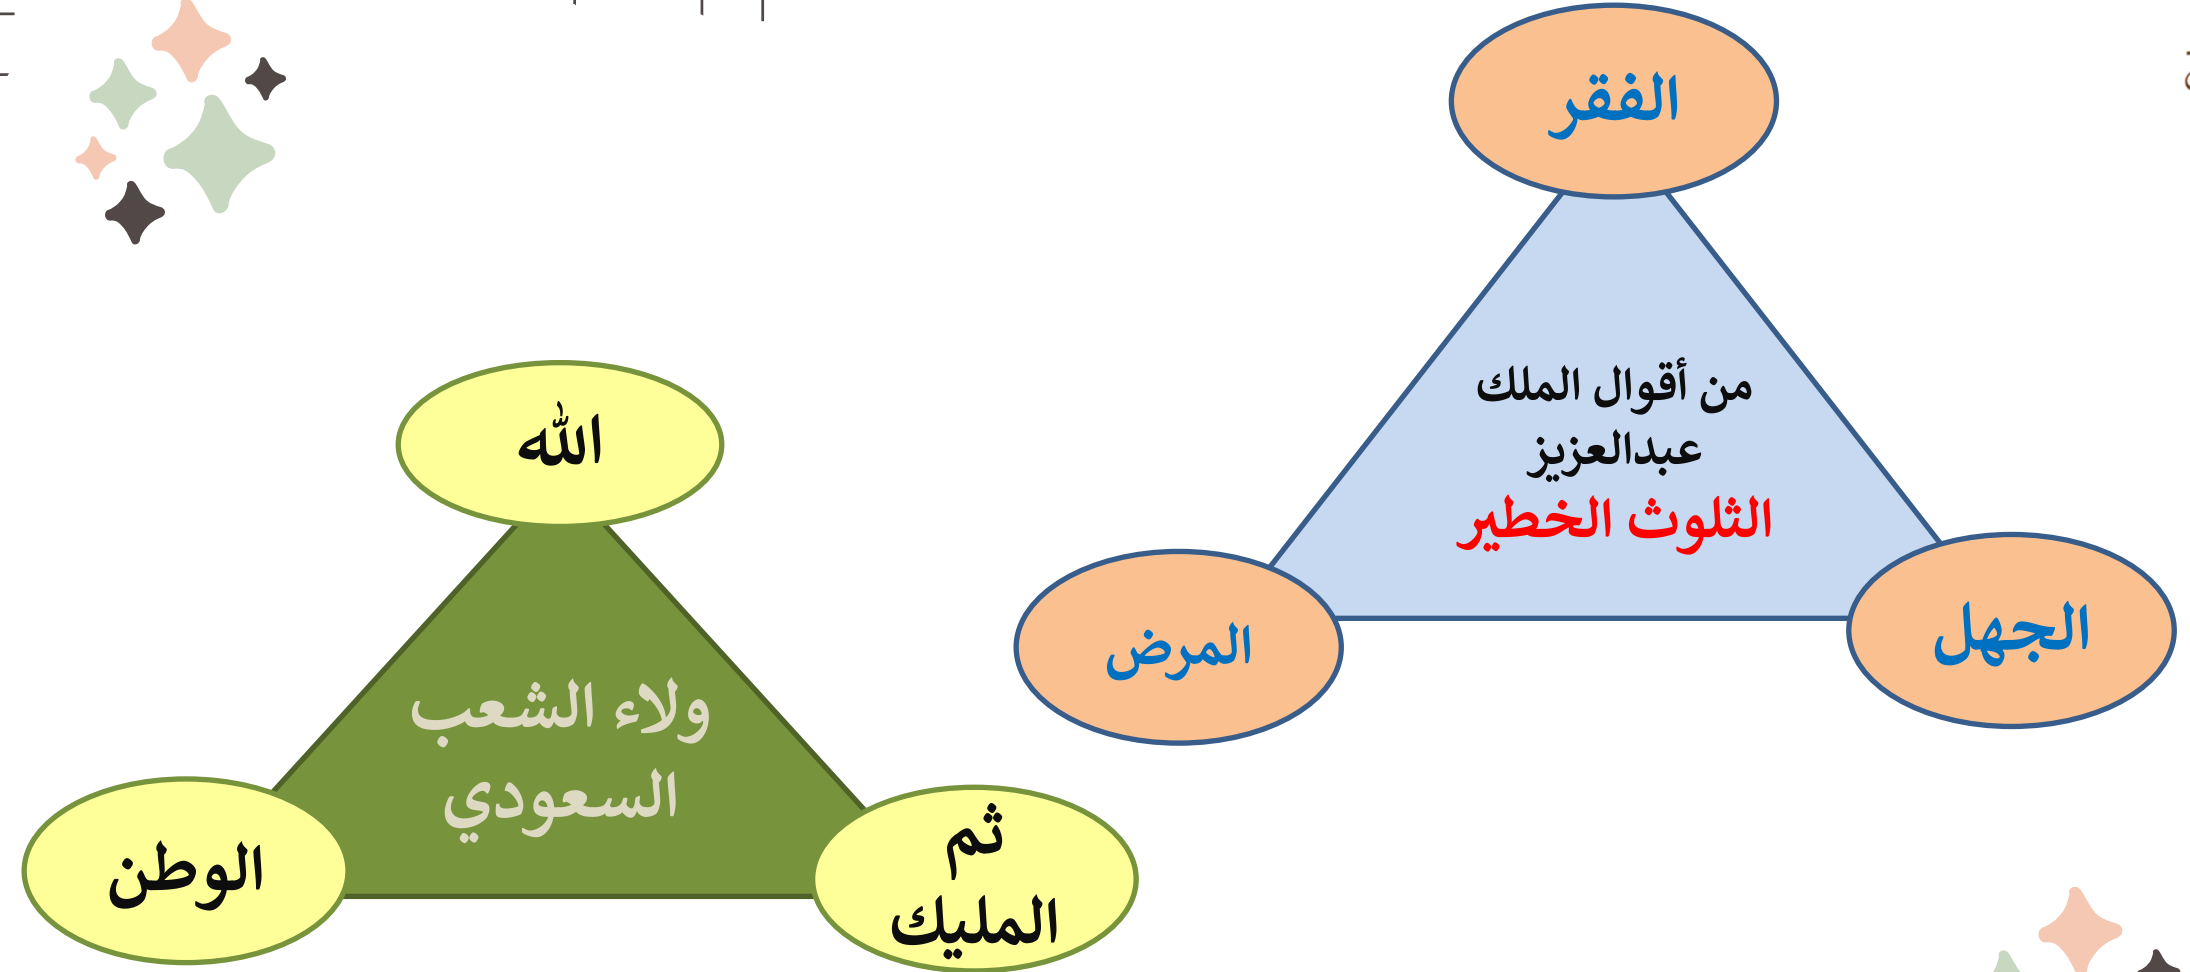 الفقر
من أقوال الملك
عبدالعزيز
الثلوث الخطير
الجهل
المرض
الله
ولاء الشعب
السعودي
ثم
المليك
الوطن